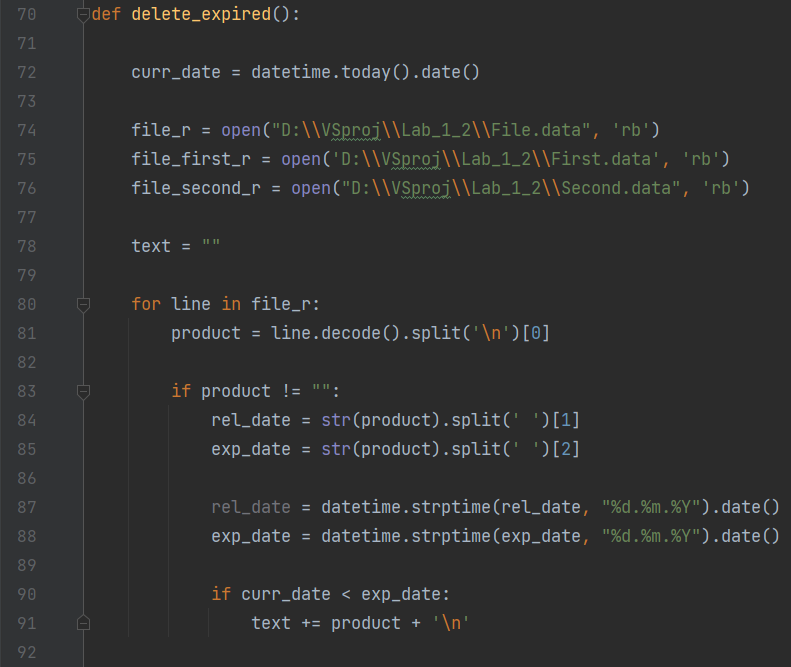 70 def delete_expired():
71
72     curr_date = datetime.today().date()
73
74     file_r = open("D:\\VSproj\\Lab_1_2\\File.data", 'rb')
75     file_first_r = open('D:\\VSproj\\Lab_1_2\\First.data', 'rb')
76     file_second_r = open("D:\\VSproj\\Lab_1_2\\Second.data", 'rb')
77
78     text = ""
79
80     for line in file_r:
81         product = line.decode().split('\n')[0]
82
83         if product != "":
84             rel_date = str(product).split(' ')[1]
85             exp_date = str(product).split(' ')[2]
86
87             rel_date = datetime.strptime(rel_date, "%d.%m.%Y").date()
88             exp_date = datetime.strptime(exp_date, "%d.%m.%Y").date()
89
90             if curr_date < exp_date:
91                 text += product + '\n'
92